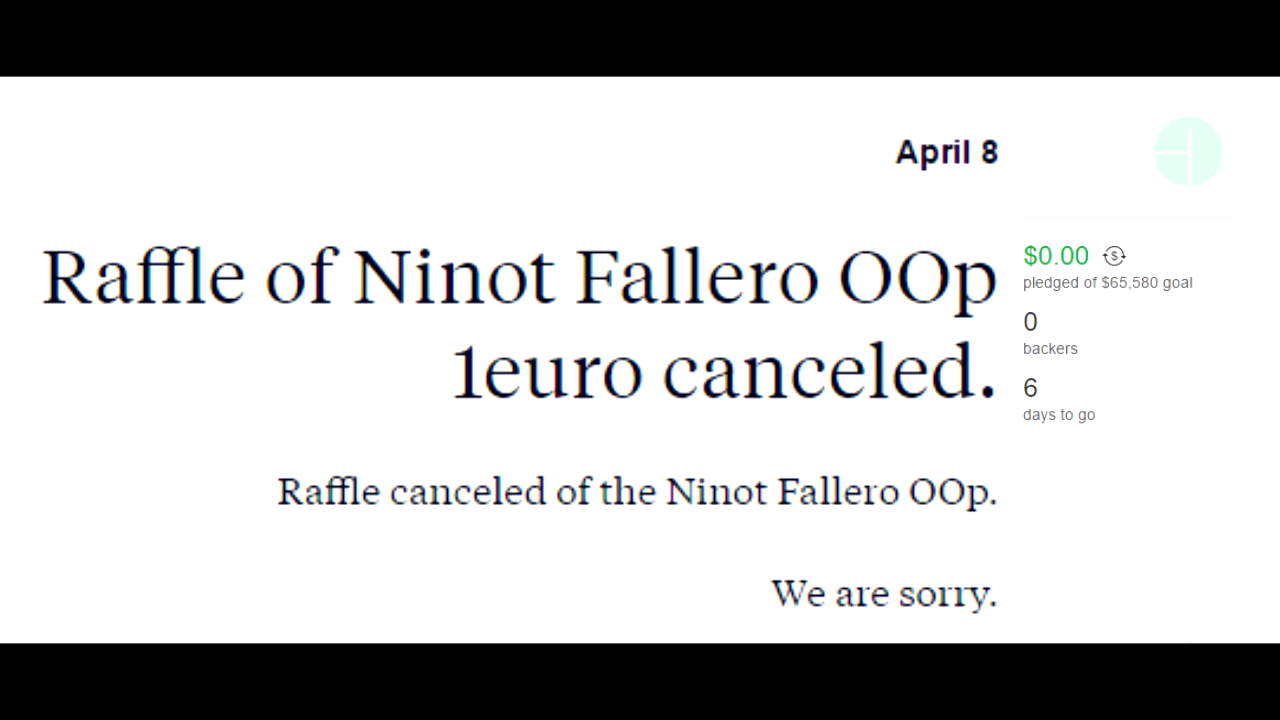 April 8
Raffle of Ninot Fallero OOp
1euro canceled.
Raffle canceled of the Ninot Fallero OOp.
We are sorry.
$0.00
pledged of $65,580 goal
0
backers
6
days to go